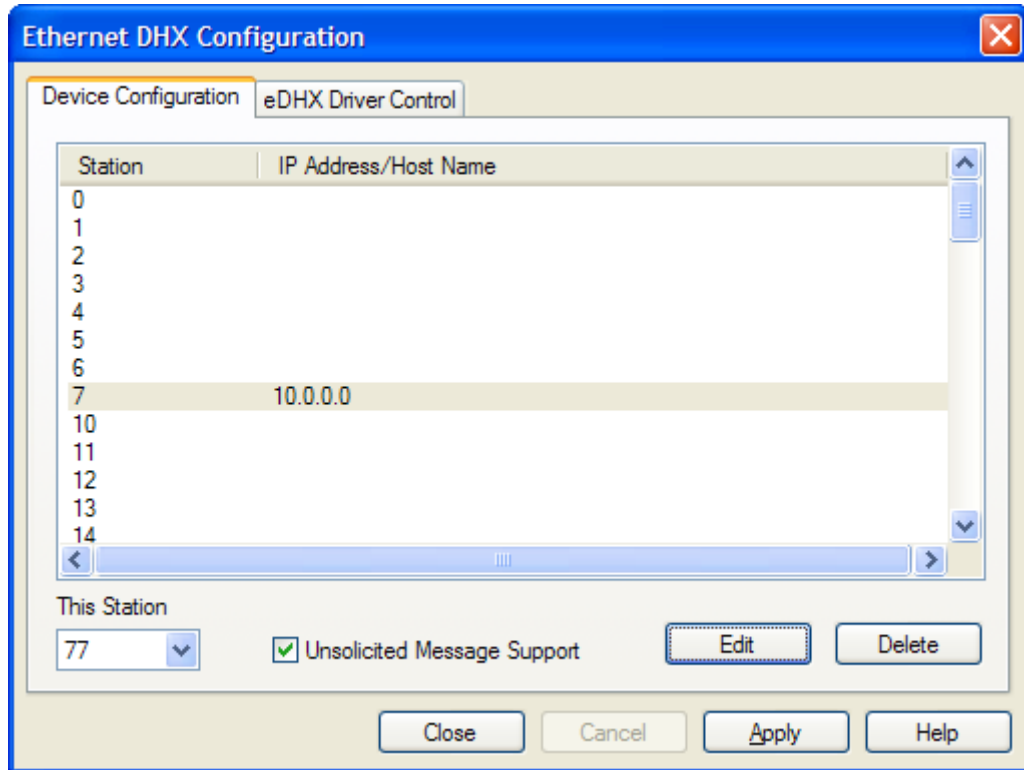 Ethernet DHX Configuration
Device Configuration eDHX Driver Control
Station IP Address/Host Name
0
1
2
3
4
5
6
7 10.0.0.0
10
11
12
13
14
This Station
77 Unsolicited Message Support Edit Delete
Close Cancel Apply Help